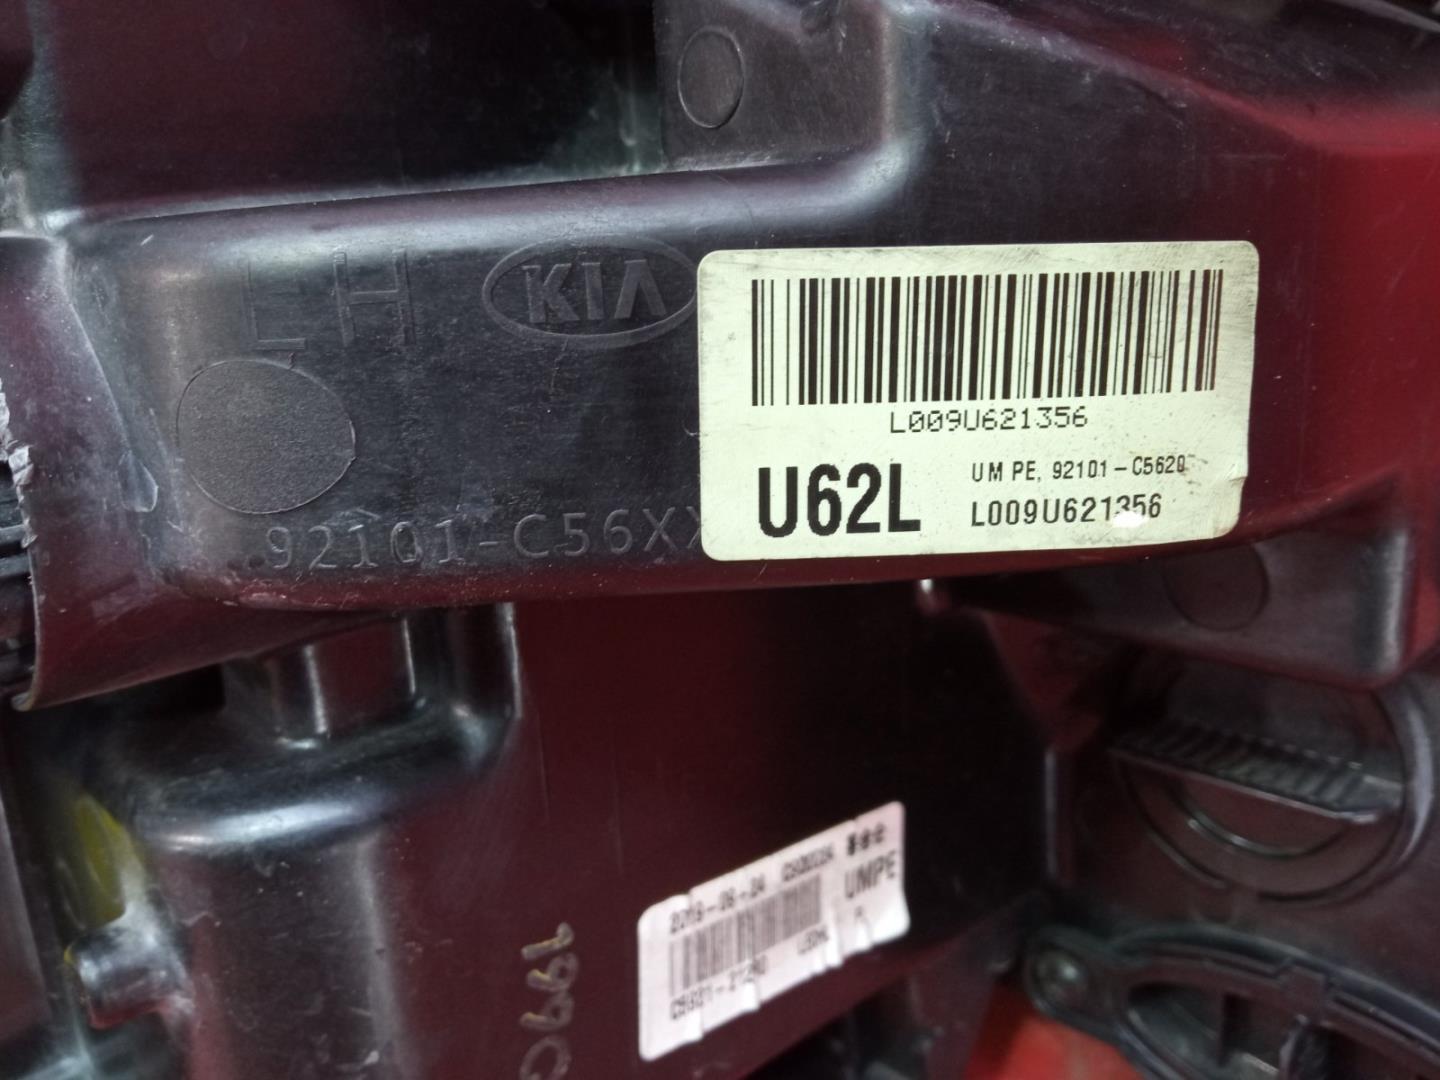 LH
KIA
92101-C56XX
L009U621356
U62L
UM PE, 92101-C5620
L009U621356
UMPE